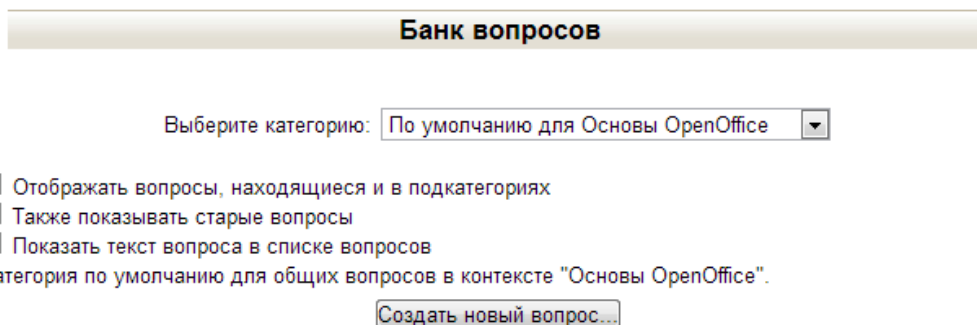 Банк вопросов
Выберите категорию: По умолчанию для Основы OpenOffice
Отображать вопросы, находящиеся и в подкатегориях
Также показывать старые вопросы
Показать текст вопроса в списке вопросов
атегория по умолчанию для общих вопросов в контексте "Основы OpenOffice".
Создать новый вопрос...